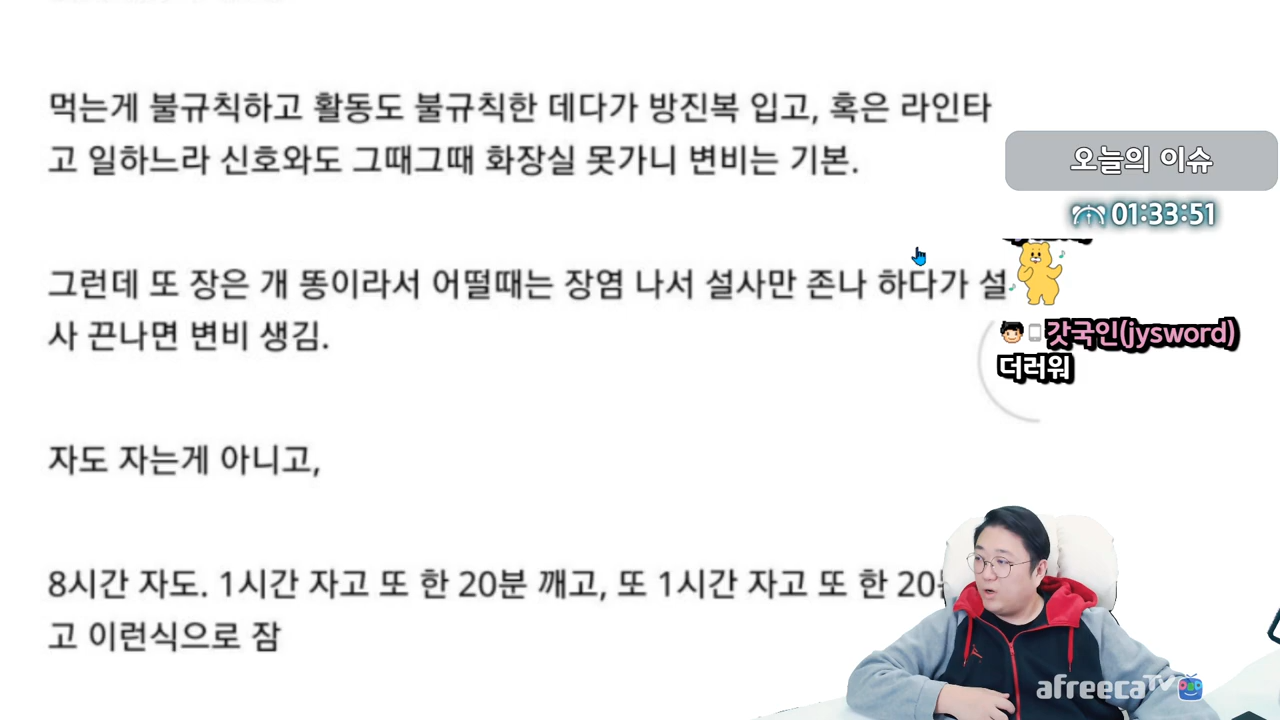 먹는게 불규칙하고 활동도 불규칙한 데다가 방진복 입고, 혹은 라인타
고 일하느라 신호와도 그때그때 화장실 못가니 변비는 기본.
오늘의 이슈
01:33:51
그런데 또 장은 개 똥이라서 어떨때는 장염 나서 설사만 존나 하다가 설
사 끈나면 변비 생김.
갓국인(jysword)
더러워
자도 자는게 아니고,
8시간 자도. 1시간 자고 또 한 20분 깨고, 또 1시간 자고 또 한 20
고 이런식으로 잠
afreecaTV